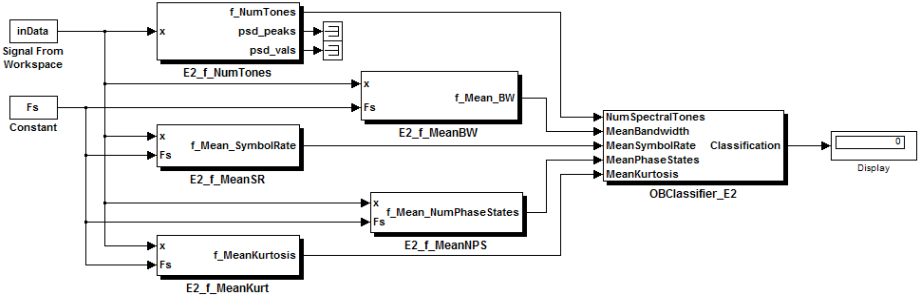 inData
Signal From
Workspace
x
f_NumTones
psd_peaks
psd_vals
E2_f_NumTones
Fs
Constant
x
Fs
f_Mean_BW
E2_f_MeanBW
x
Fs
f_Mean_SymbolRate
E2_f_MeanSR
x
Fs
f_Mean_NumPhaseStates
E2_f_MeanNPS
x
Fs
f_MeanKurtosis
E2_f_MeanKurt
NumSpectralTones
MeanBandwidth
MeanSymbolRate
MeanPhaseStates
MeanKurtosis
Classification
OBClassifier_E2
0
Display